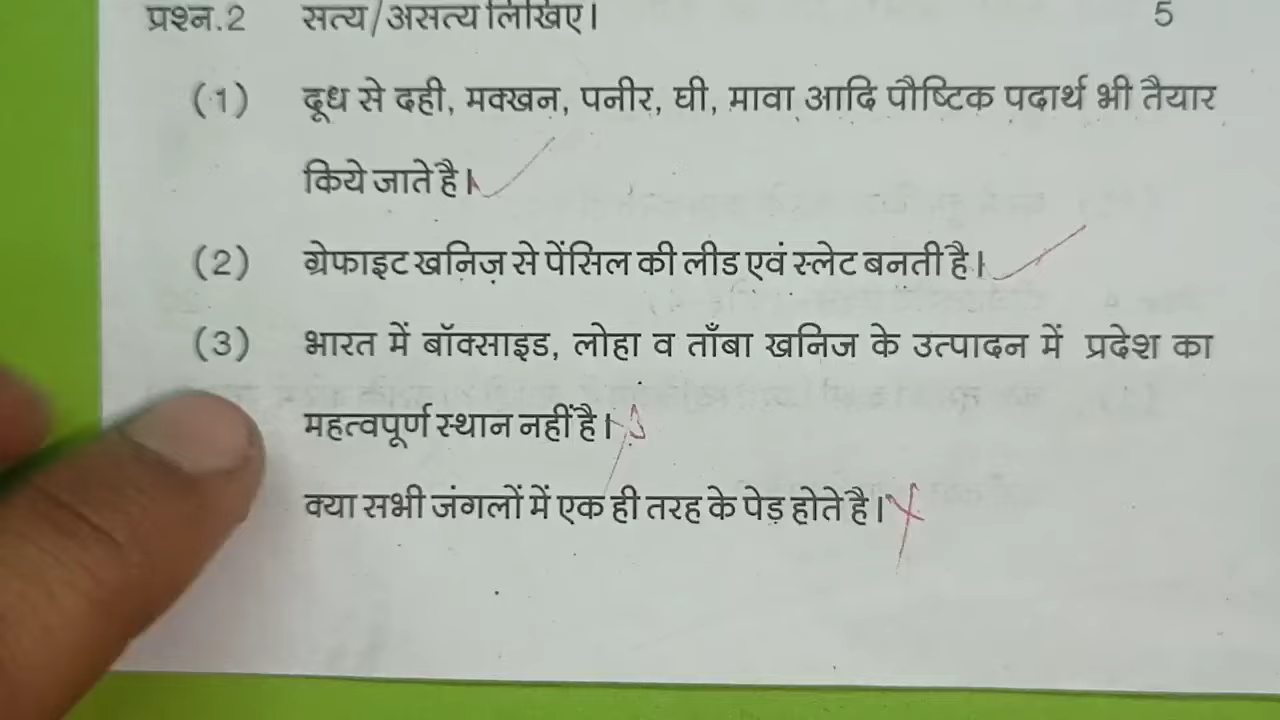 प्रश्न.2 सत्य/असत्य लिखिए। 5
(1) दूध से दही, मक्खन, पनीर, घी, मावा आदि पौष्टिक पदार्थ भी तैयार
किये जाते है।
(2) ग्रेफाइट खनिज़ से पेंसिल की लीड एवं स्लेट बनती है।
(3) भारत में बॉक्साइड, लोहा व ताँबा खनिज के उत्पादन में प्रदेश का
महत्वपूर्ण स्थान नहीं है।
क्या सभी जंगलों में एक ही तरह के पेड़ होते है।